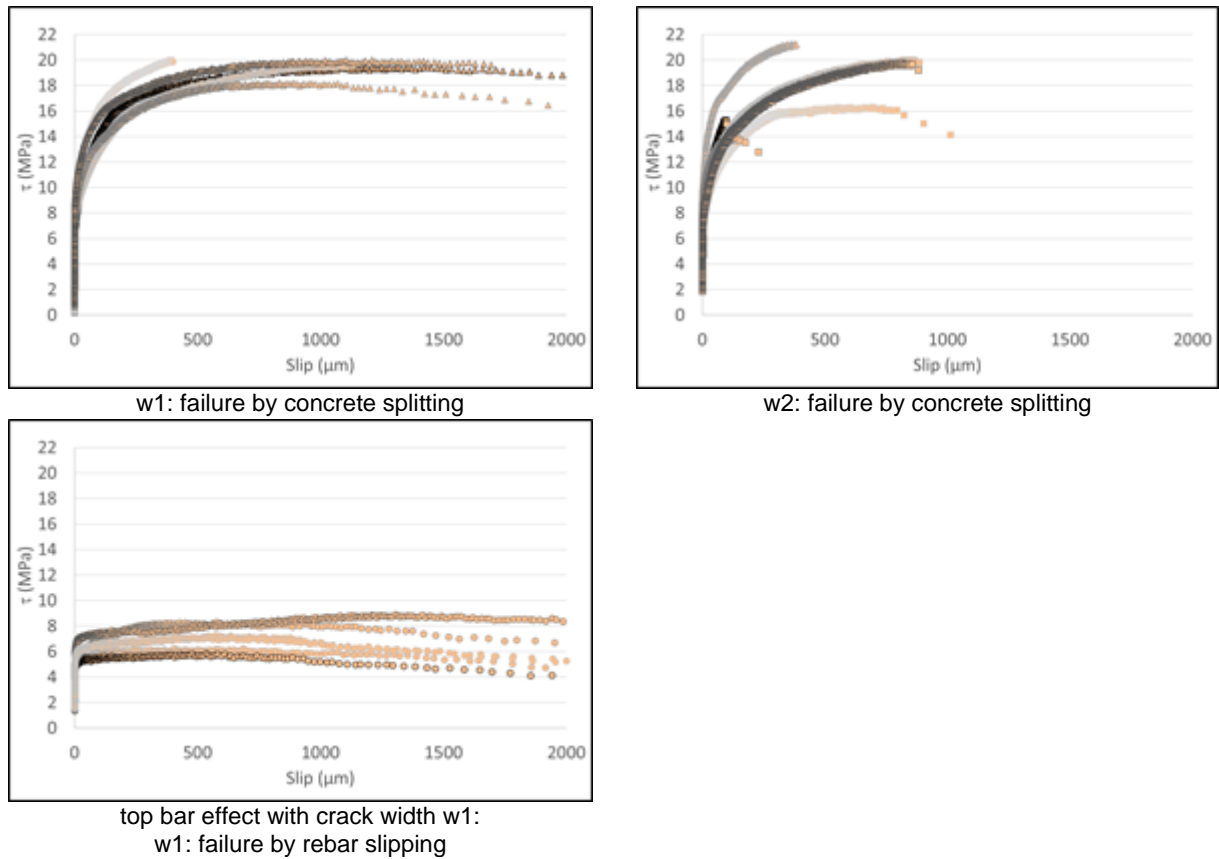 22
20
18
16
14
12
10
8
6
4
2
0
τ (MPa)
0 500 1000 1500 2000
Slip (μm)
w1: failure by concrete splitting
22
20
18
16
14
12
10
8
6
4
2
0
τ (MPa)
0 500 1000 1500 2000
Slip (μm)
w2: failure by concrete splitting
22
20
18
16
14
12
10
8
6
4
2
0
τ (MPa)
0 500 1000 1500 2000
Slip (μm)
top bar effect with crack width w1:
w1: failure by rebar slipping